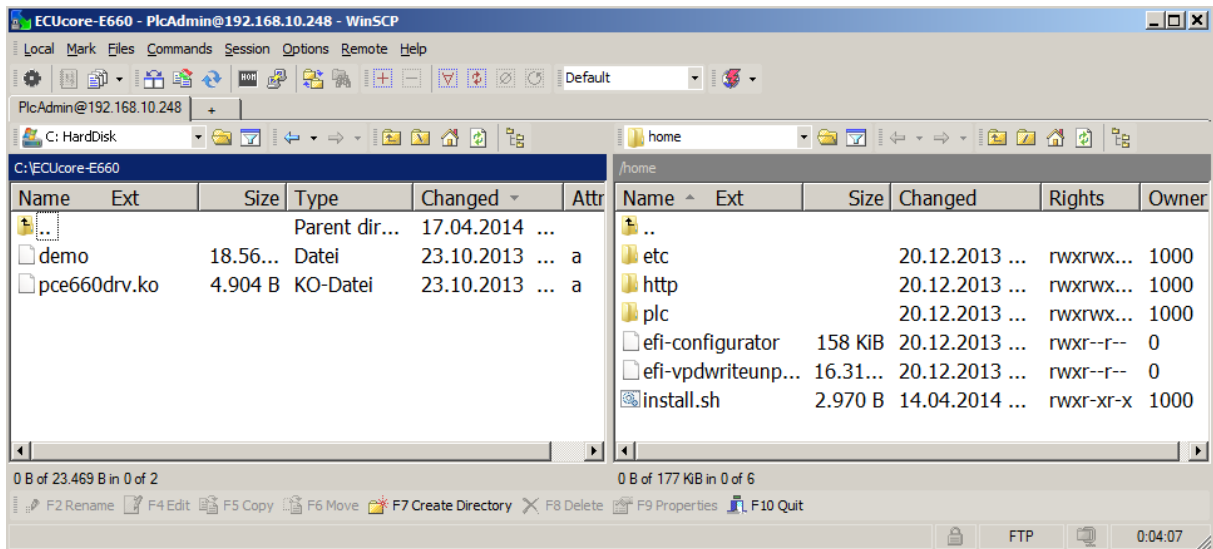 ECUcore-E660 - PlcAdmin@192.168.10.248 - WinSCP
Local Mark Files Commands Session Options Remote Help
Default
PlcAdmin@192.168.10.248 +
C: HardDisk home
C:\ECUcore-E660 /home
Name Ext Size Type Changed Attr Name Ext Size Changed Rights Owner
.. Parent dir... 17.04.2014 ... ..
demo 18.56... Datei 23.10.2013 ... a etc 20.12.2013 ... rwxrwx... 1000
pce660drv.ko 4.904 B KO-Datei 23.10.2013 ... a http 20.12.2013 ... rwxrwx... 1000
plc 20.12.2013 ... rwxrwx... 1000
efi-configurator 158 KiB 20.12.2013 ... rwxr--r-- 0
efi-vpdwriteunp... 16.31... 20.12.2013 ... rwxr--r-- 0
install.sh 2.970 B 14.04.2014 ... rwxr-xr-x 1000
0 B of 23.469 B in 0 of 2 0 B of 177 KiB in 0 of 6
F2 Rename F4 Edit F5 Copy F6 Move F7 Create Directory F8 Delete F9 Properties F10 Quit
FTP 0:04:07